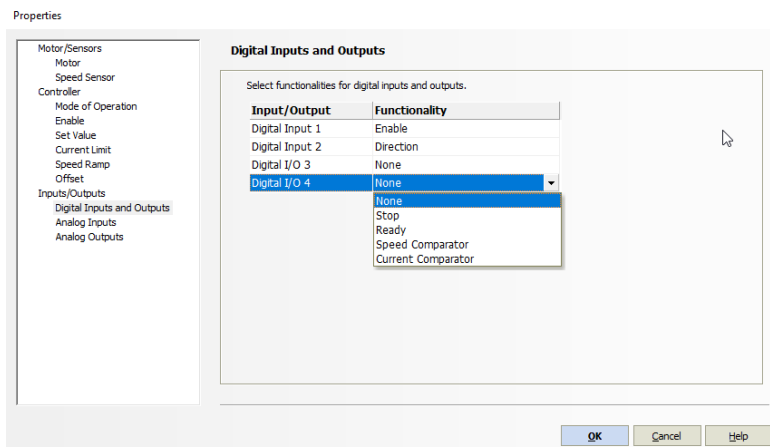 Properties
Motor/Sensors
Motor
Speed Sensor
Controller
Mode of Operation
Enable
Set Value
Current Limit
Speed Ramp
Offset
Inputs/Outputs
Digital Inputs and Outputs
Analog Inputs
Analog Outputs
Digital Inputs and Outputs
Select functionalities for digital inputs and outputs.
Input/Output Functionality
Digital Input 1 Enable
Digital Input 2 Direction
Digital I/O 3 None
Digital I/O 4 None
None
Stop
Ready
Speed Comparator
Current Comparator
OK Cancel Help